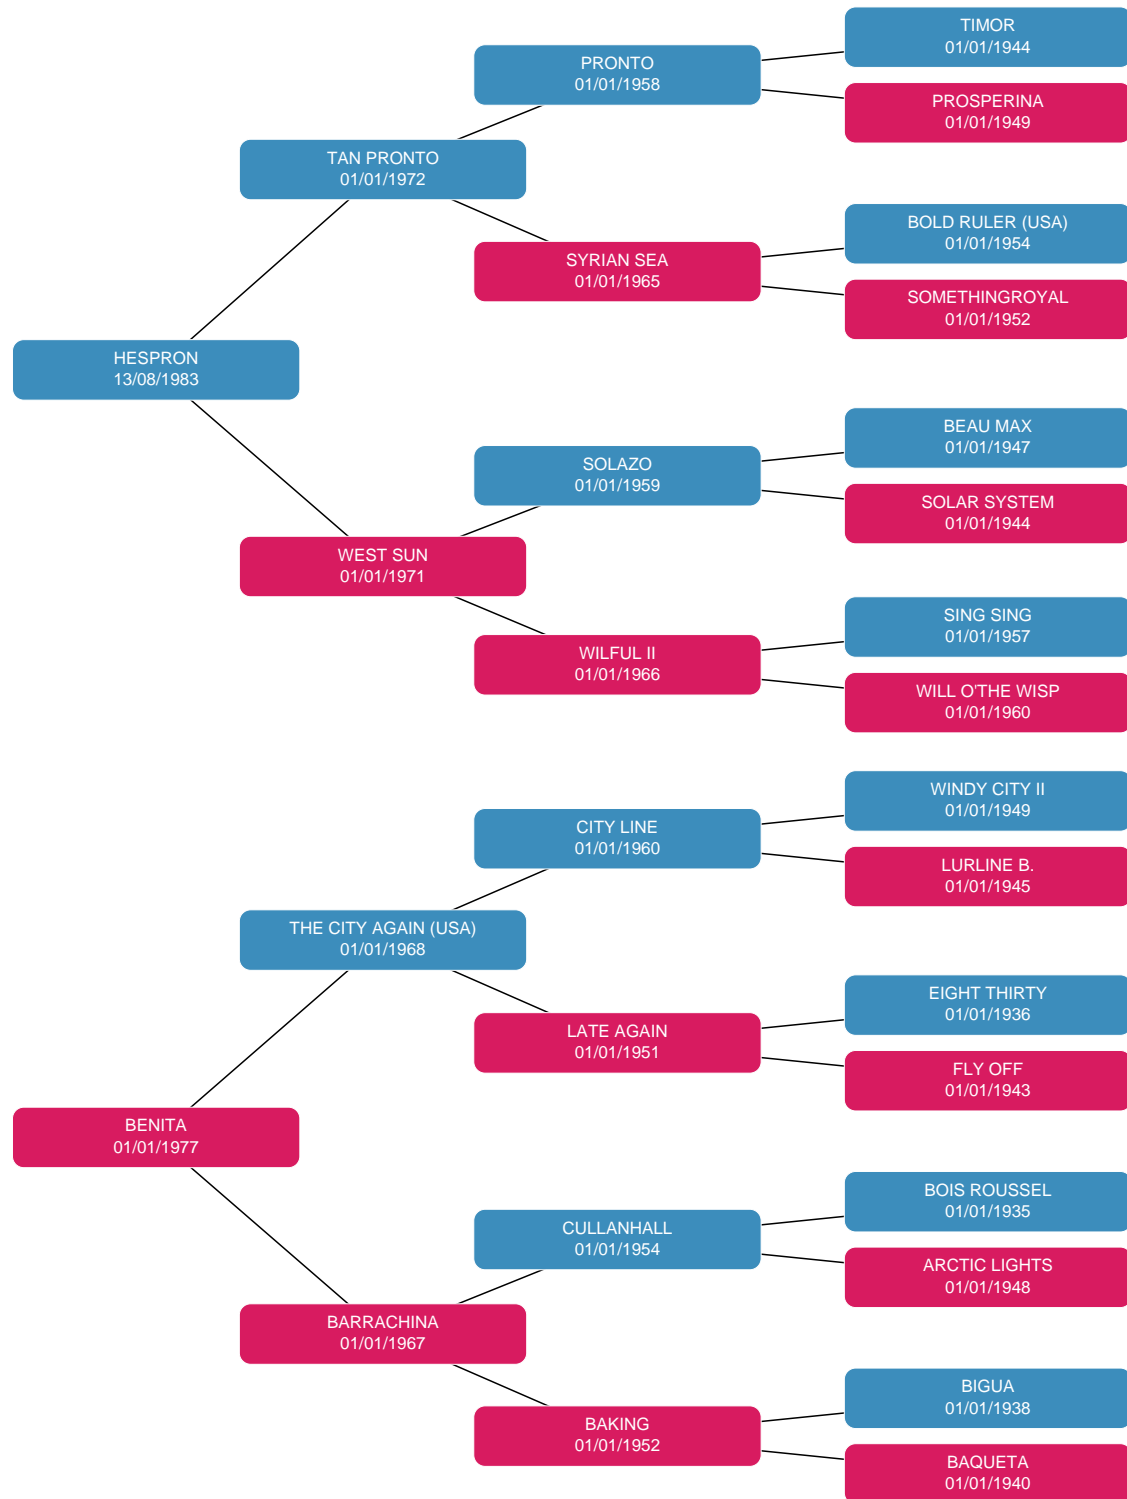 TIMOR
01/01/1944
PRONTO
01/01/1958
PROSPERINA
01/01/1949
TAN PRONTO
01/01/1972
BOLD RULER (USA)
01/01/1954
SYRIAN SEA
01/01/1965
SOMETHINGROYAL
01/01/1952
HESPRON
13/08/1983
BEAU MAX
01/01/1947
SOLAZO
01/01/1959
SOLAR SYSTEM
01/01/1944
WEST SUN
01/01/1971
SING SING
01/01/1957
WILFUL II
01/01/1966
WILL O'THE WISP
01/01/1960
WINDY CITY II
01/01/1949
CITY LINE
01/01/1960
LURLINE B.
01/01/1945
THE CITY AGAIN (USA)
01/01/1968
EIGHT THIRTY
01/01/1936
LATE AGAIN
01/01/1951
FLY OFF
01/01/1943
BENITA
01/01/1977
BOIS ROUSSEL
01/01/1935
CULLANHALL
01/01/1954
ARCTIC LIGHTS
01/01/1948
BARRACHINA
01/01/1967
BIGUA
01/01/1938
BAKING
01/01/1952
BAQUETA
01/01/1940